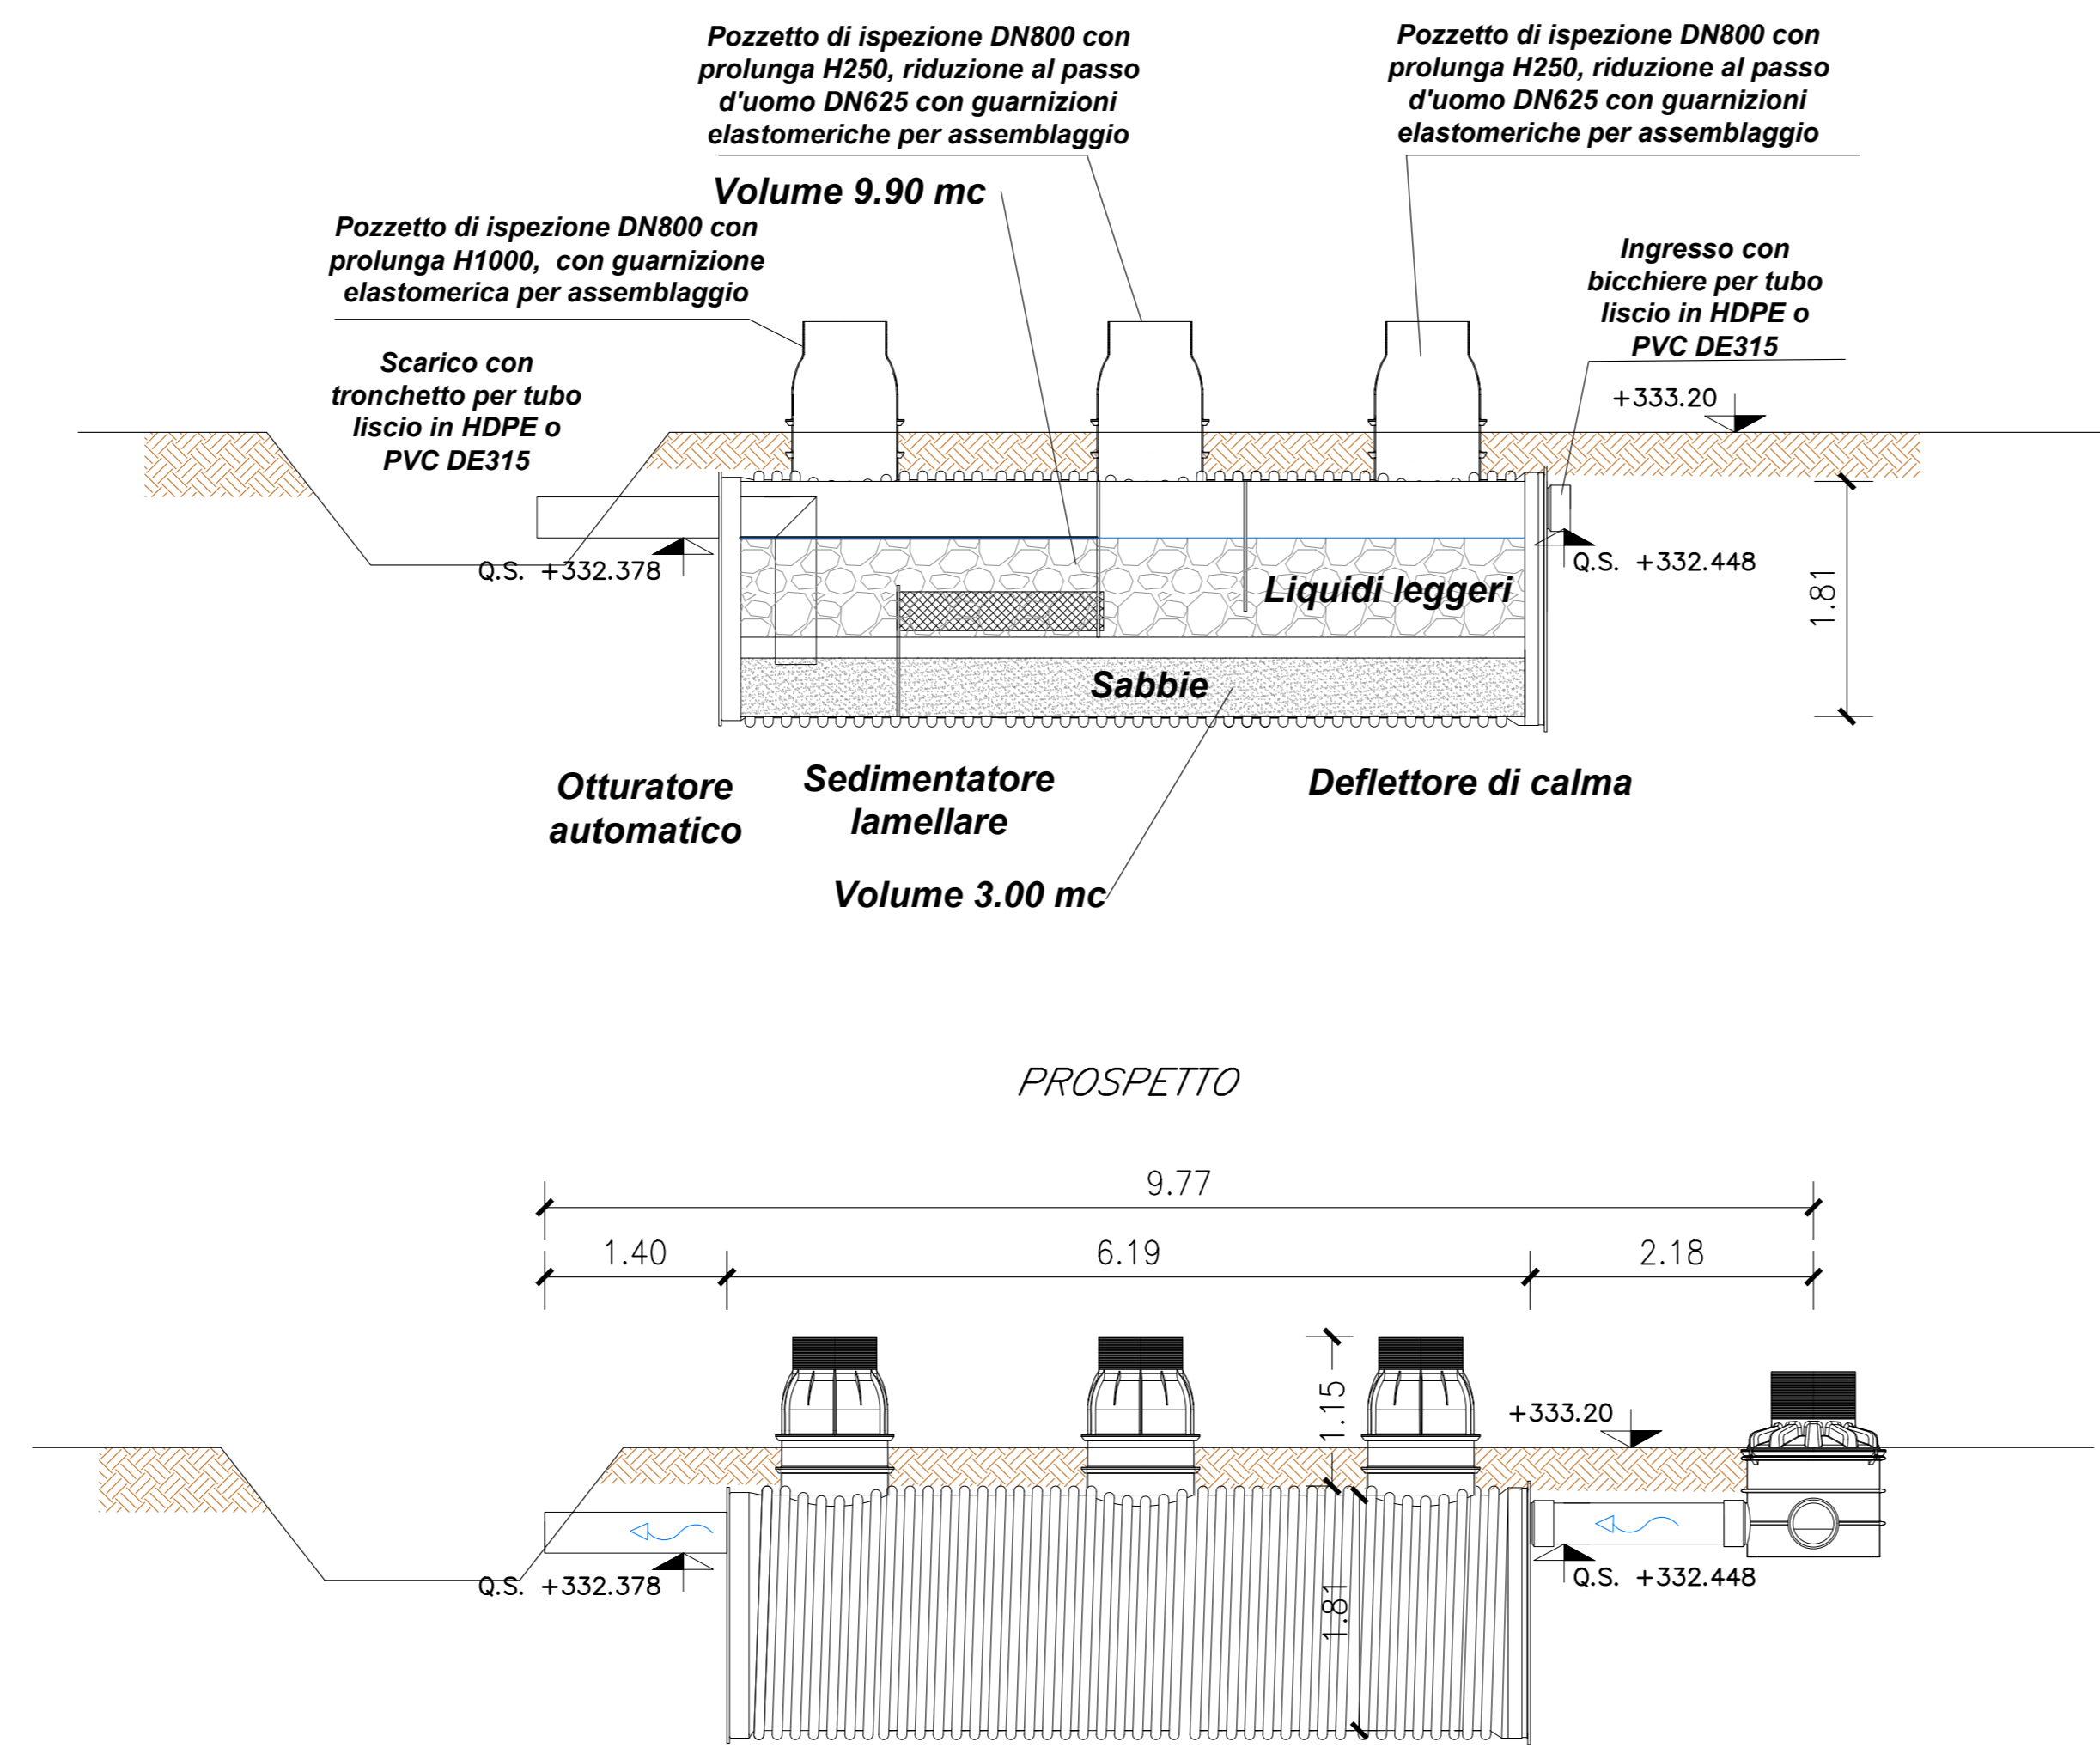 Pozzetto di ispezione DN800 con
prolunga H250, riduzione al passo
d'uomo DN625 con guarnizioni
elastomeriche per assemblaggio
Pozzetto di ispezione DN800 con
prolunga H250, riduzione al passo
d'uomo DN625 con guarnizioni
elastomeriche per assemblaggio
Volume 9.90 mc
Pozzetto di ispezione DN800 con
prolunga H1000,  con guarnizione
elastomerica per assemblaggio
Ingresso con
bicchiere per tubo
liscio in HDPE o
PVC DE315
Scarico con
tronchetto per tubo
liscio in HDPE o
PVC DE315
+333.20
Q.S. +332.378
Q.S. +332.448
Liquidi leggeri
1.81
Sabbie
Otturatore
automatico
Sedimentatore
lamellare
Deflettore di calma
Volume 3.00 mc
PROSPETTO
9.77
1.40
6.19
2.18
1.15
+333.20
Q.S. +332.378
Q.S. +332.448
1.81